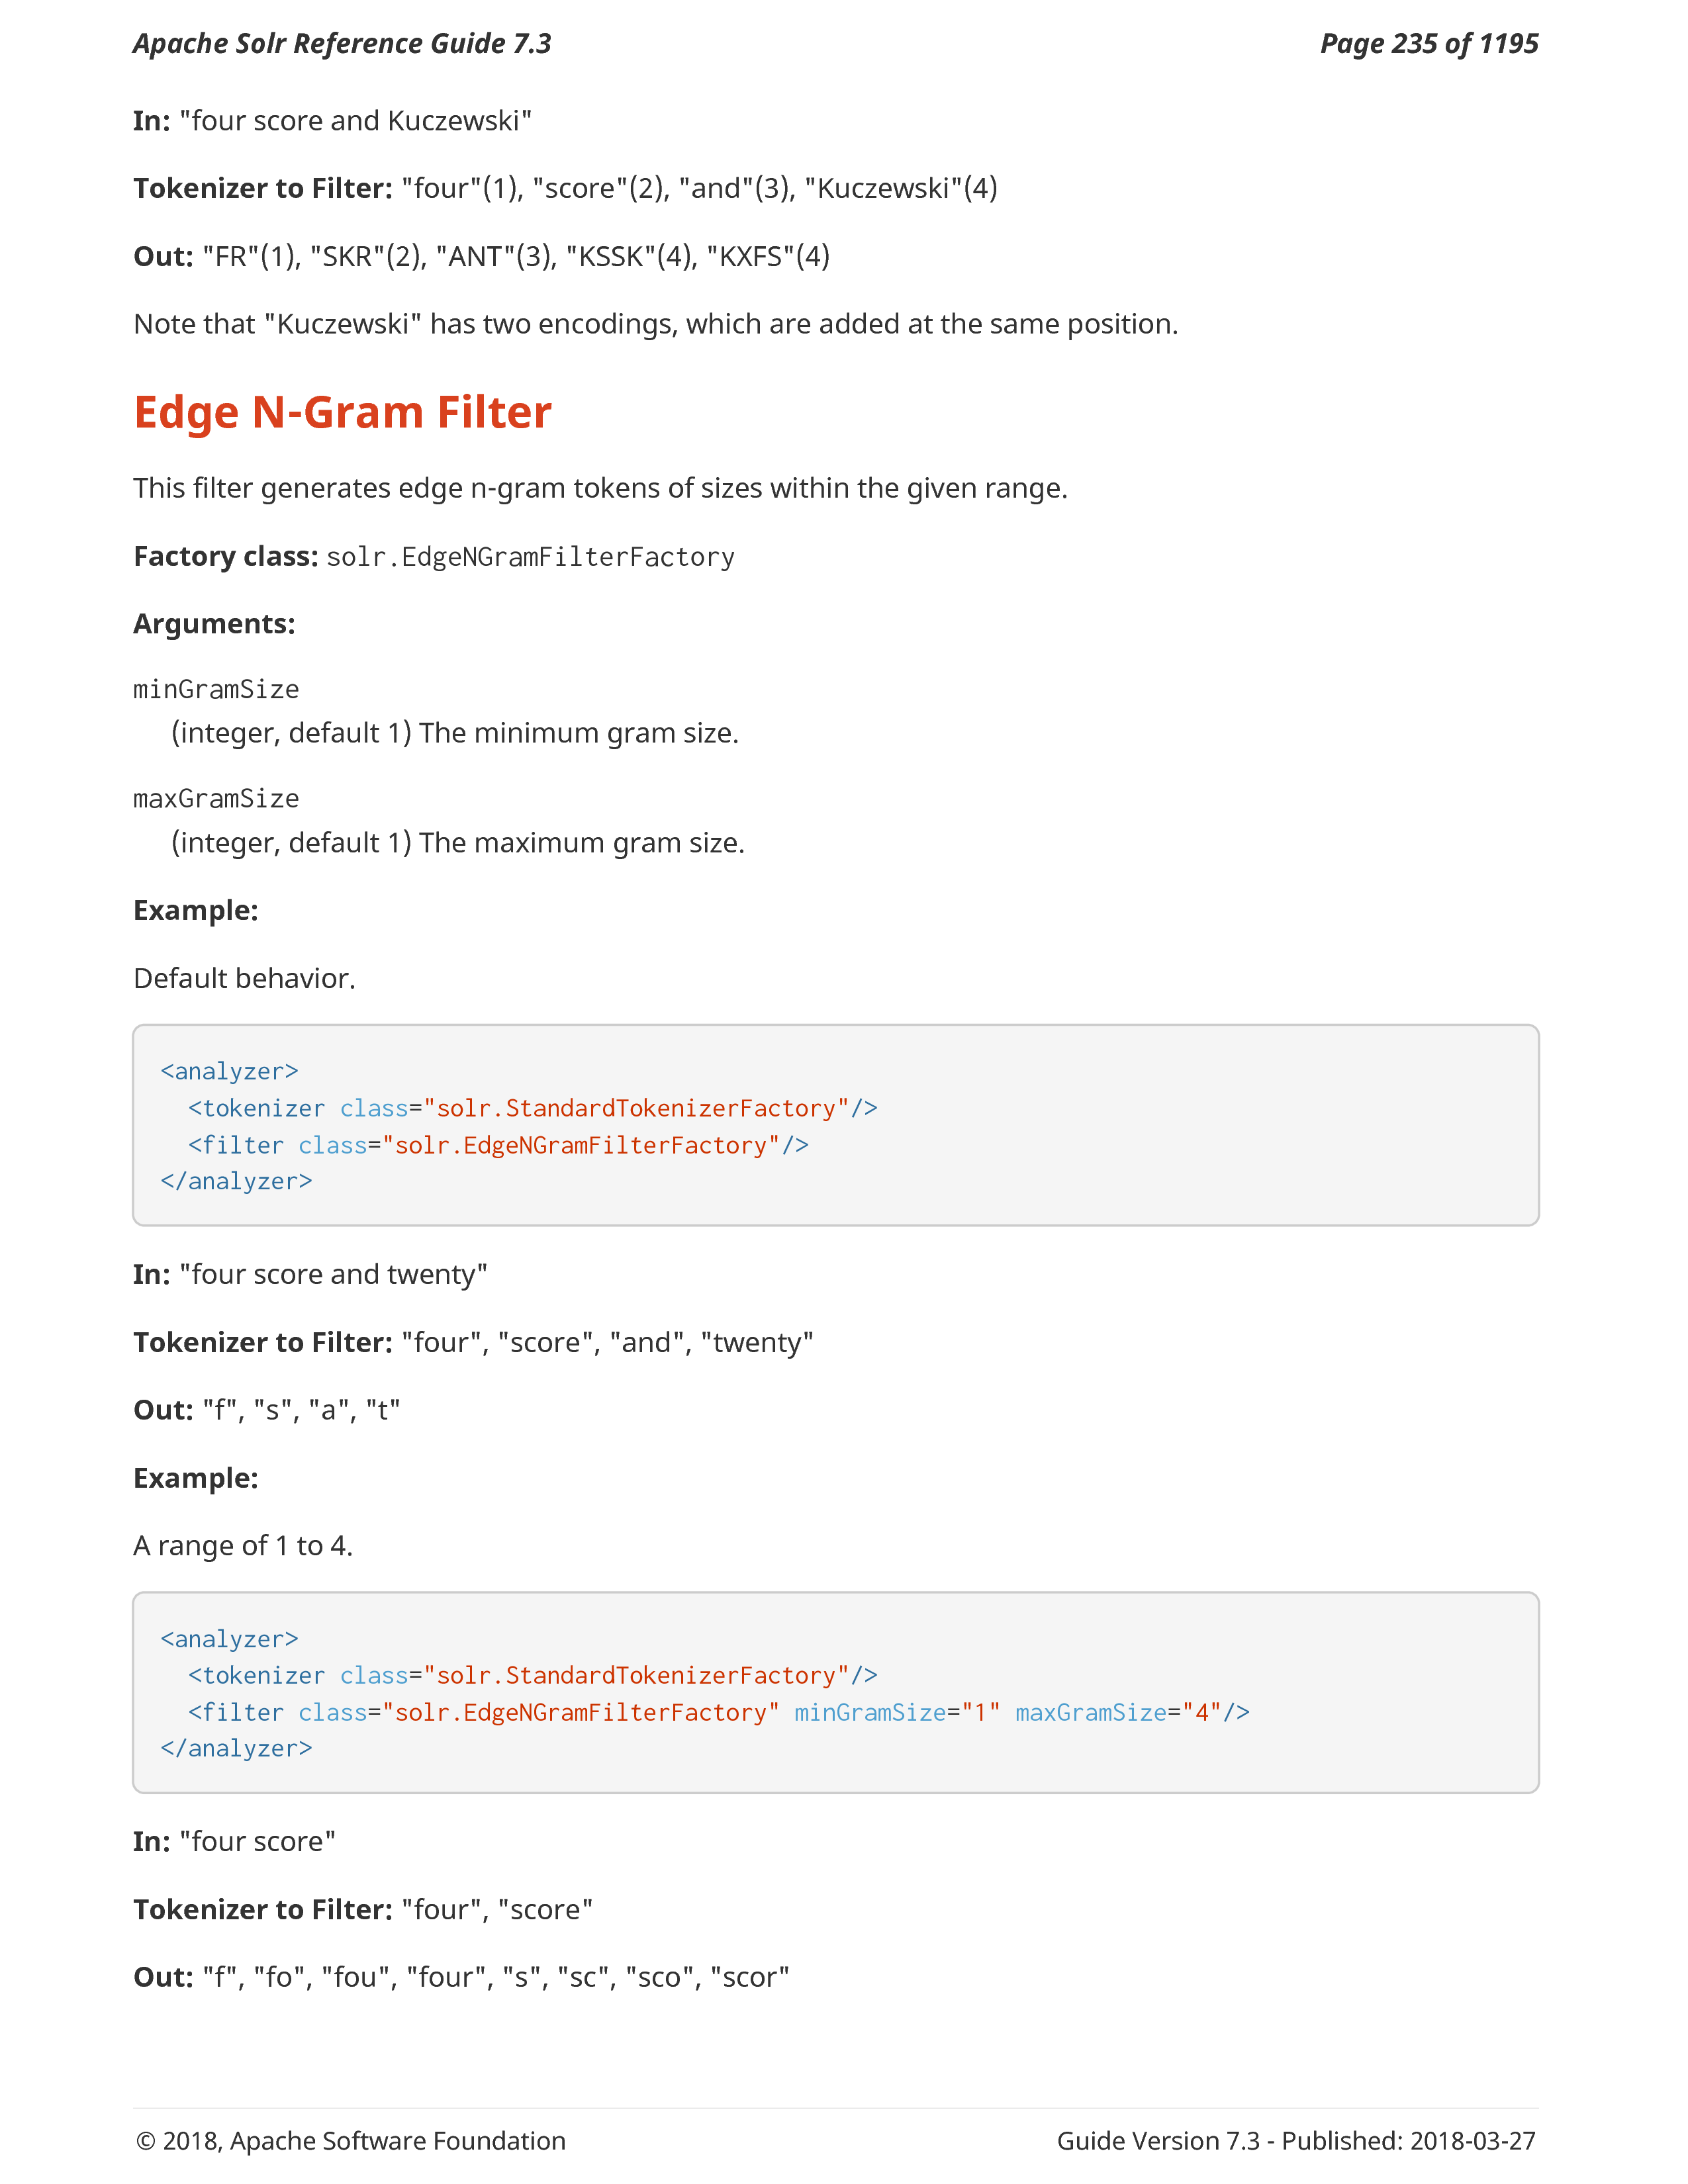 Apache Solr Reference Guide 7.3 Page 235 of 1195
In: "four score and Kuczewski"
Tokenizer to Filter: "four"(1), "score"(2), "and"(3), "Kuczewski"(4)
Out: "FR"(1), "SKR"(2), "ANT"(3), "KSSK"(4), "KXFS"(4)
Note that "Kuczewski" has two encodings, which are added at the same position.
Edge N-Gram Filter
This filter generates edge n-gram tokens of sizes within the given range.
Factory class: solr.EdgeNGramFilterFactory
Arguments:
minGramSize
(integer, default 1) The minimum gram size.
maxGramSize
(integer, default 1) The maximum gram size.
Example:
Default behavior.
<analyzer>
  <tokenizer class="solr.StandardTokenizerFactory"/>
  <filter class="solr.EdgeNGramFilterFactory"/>
</analyzer>
In: "four score and twenty"
Tokenizer to Filter: "four", "score", "and", "twenty"
Out: "f", "s", "a", "t"
Example:
A range of 1 to 4.
<analyzer>
  <tokenizer class="solr.StandardTokenizerFactory"/>
  <filter class="solr.EdgeNGramFilterFactory" minGramSize="1" maxGramSize="4"/>
</analyzer>
In: "four score"
Tokenizer to Filter: "four", "score"
Out: "f", "fo", "fou", "four", "s", "sc", "sco", "scor"
© 2018, Apache Software Foundation Guide Version 7.3 - Published: 2018-03-27